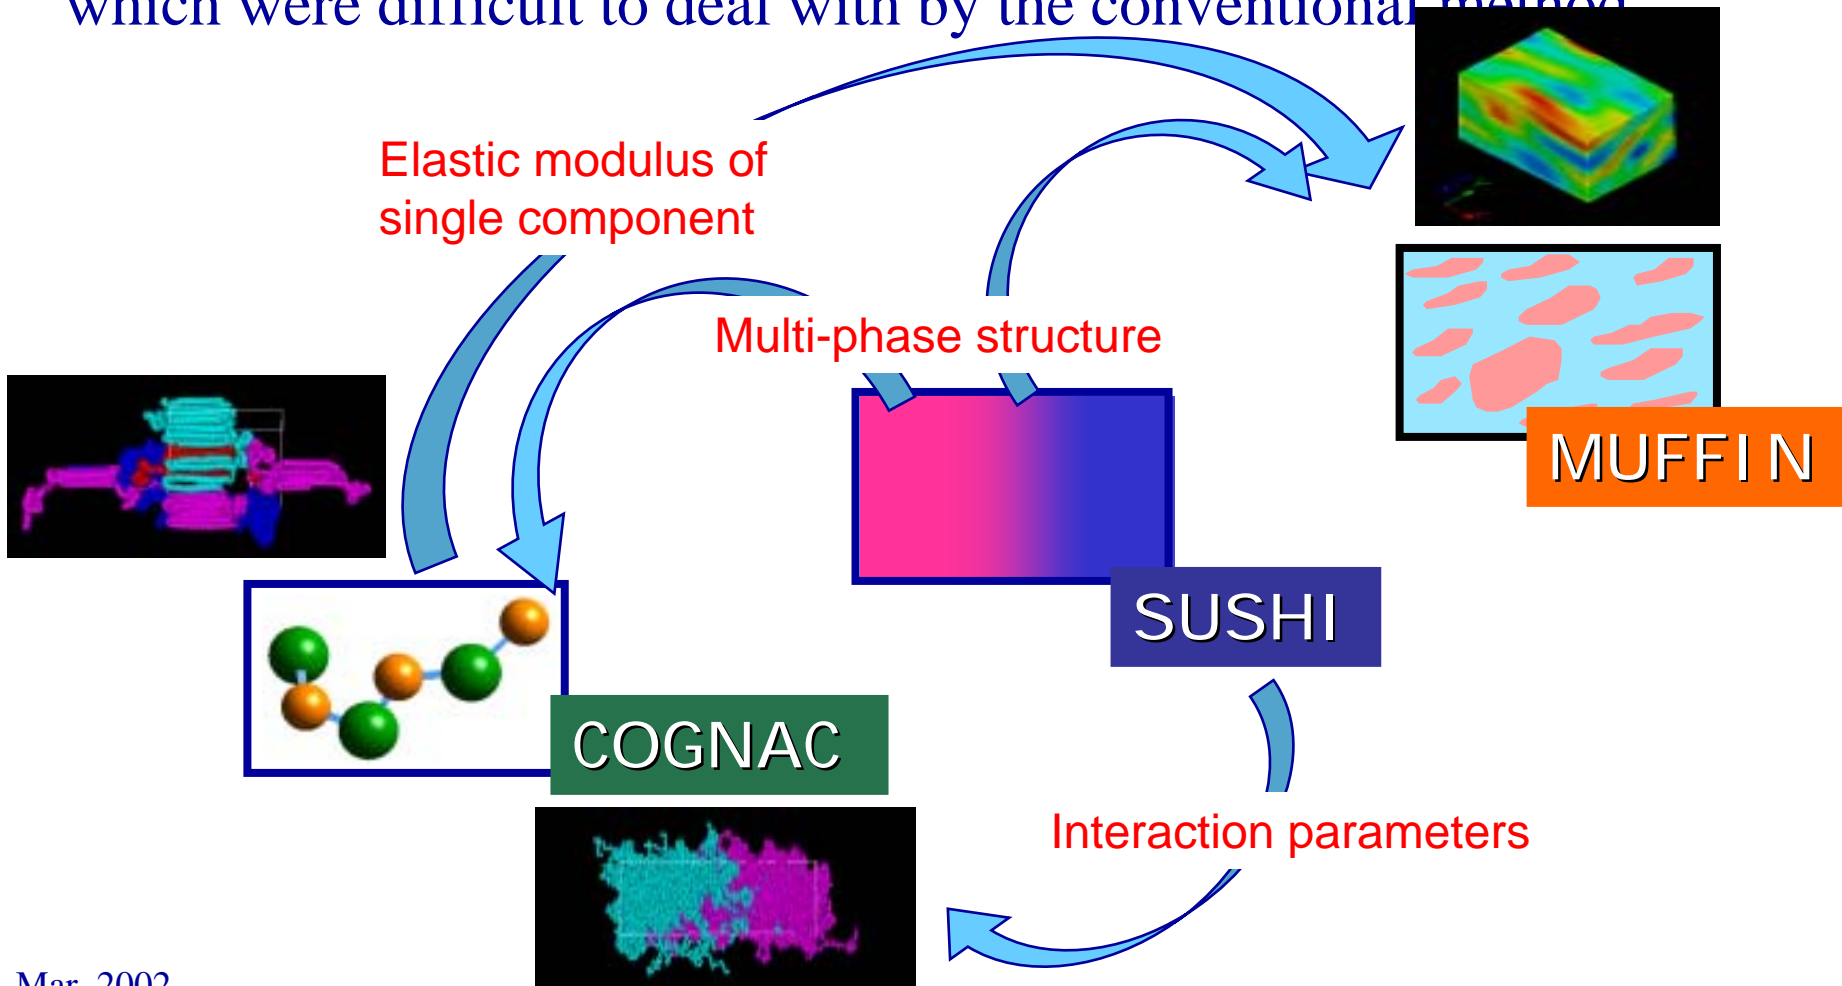 which were difficult to deal with by the conventional method
Elastic modulus of
single component
Multi-phase structure
MUFFIN
SUSHI
COGNAC
Interaction parameters
Mar. 2002